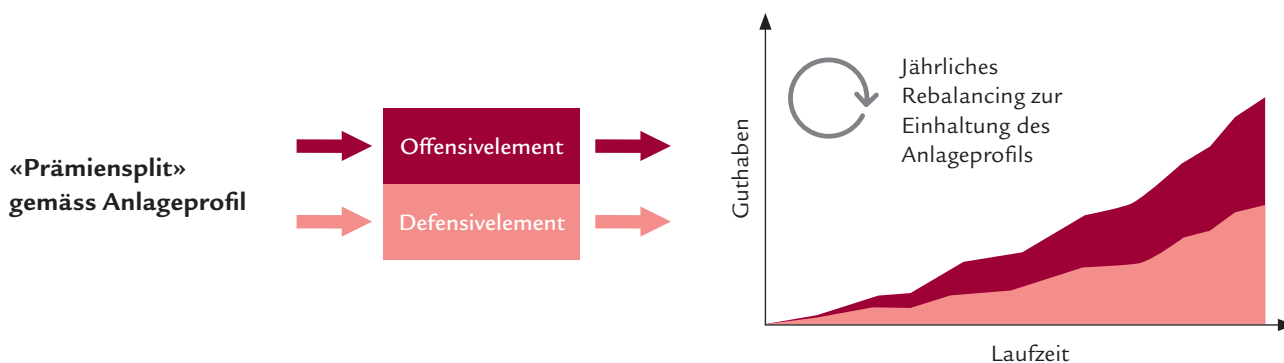 «Prämiensplit»
gemäss Anlageprofil
Offensivelement
Defensivelement
Guthaben
Jährliches
Rebalancing zur
Einhaltung des
Anlageprofils
Laufzeit